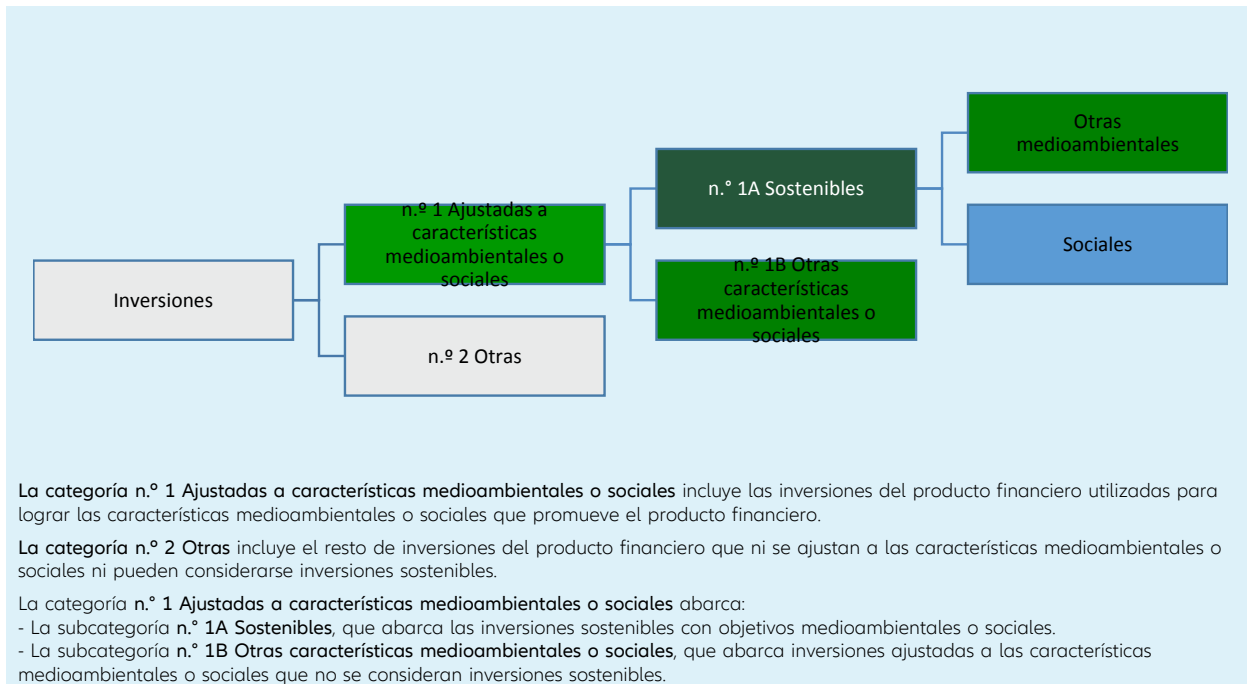 Inversiones
n.º 1 Ajustadas a
características
medioambientales o
sociales
n.º 2 Otras
n.° 1A Sostenibles
n.º 1B Otras
características
medioambientales o
sociales
Otras
medioambientales
Sociales
La categoría n.º 1 Ajustadas a características medioambientales o sociales incluye las inversiones del producto financiero utilizadas para
lograr las características medioambientales o sociales que promueve el producto financiero.
La categoría n.º 2 Otras incluye el resto de inversiones del producto financiero que ni se ajustan a las características medioambientales o
sociales ni pueden considerarse inversiones sostenibles.
La categoría n.° 1 Ajustadas a características medioambientales o sociales abarca:
- La subcategoría n.° 1A Sostenibles, que abarca las inversiones sostenibles con objetivos medioambientales o sociales.
- La subcategoría n.° 1B Otras características medioambientales o sociales, que abarca inversiones ajustadas a las características
medioambientales o sociales que no se consideran inversiones sostenibles.